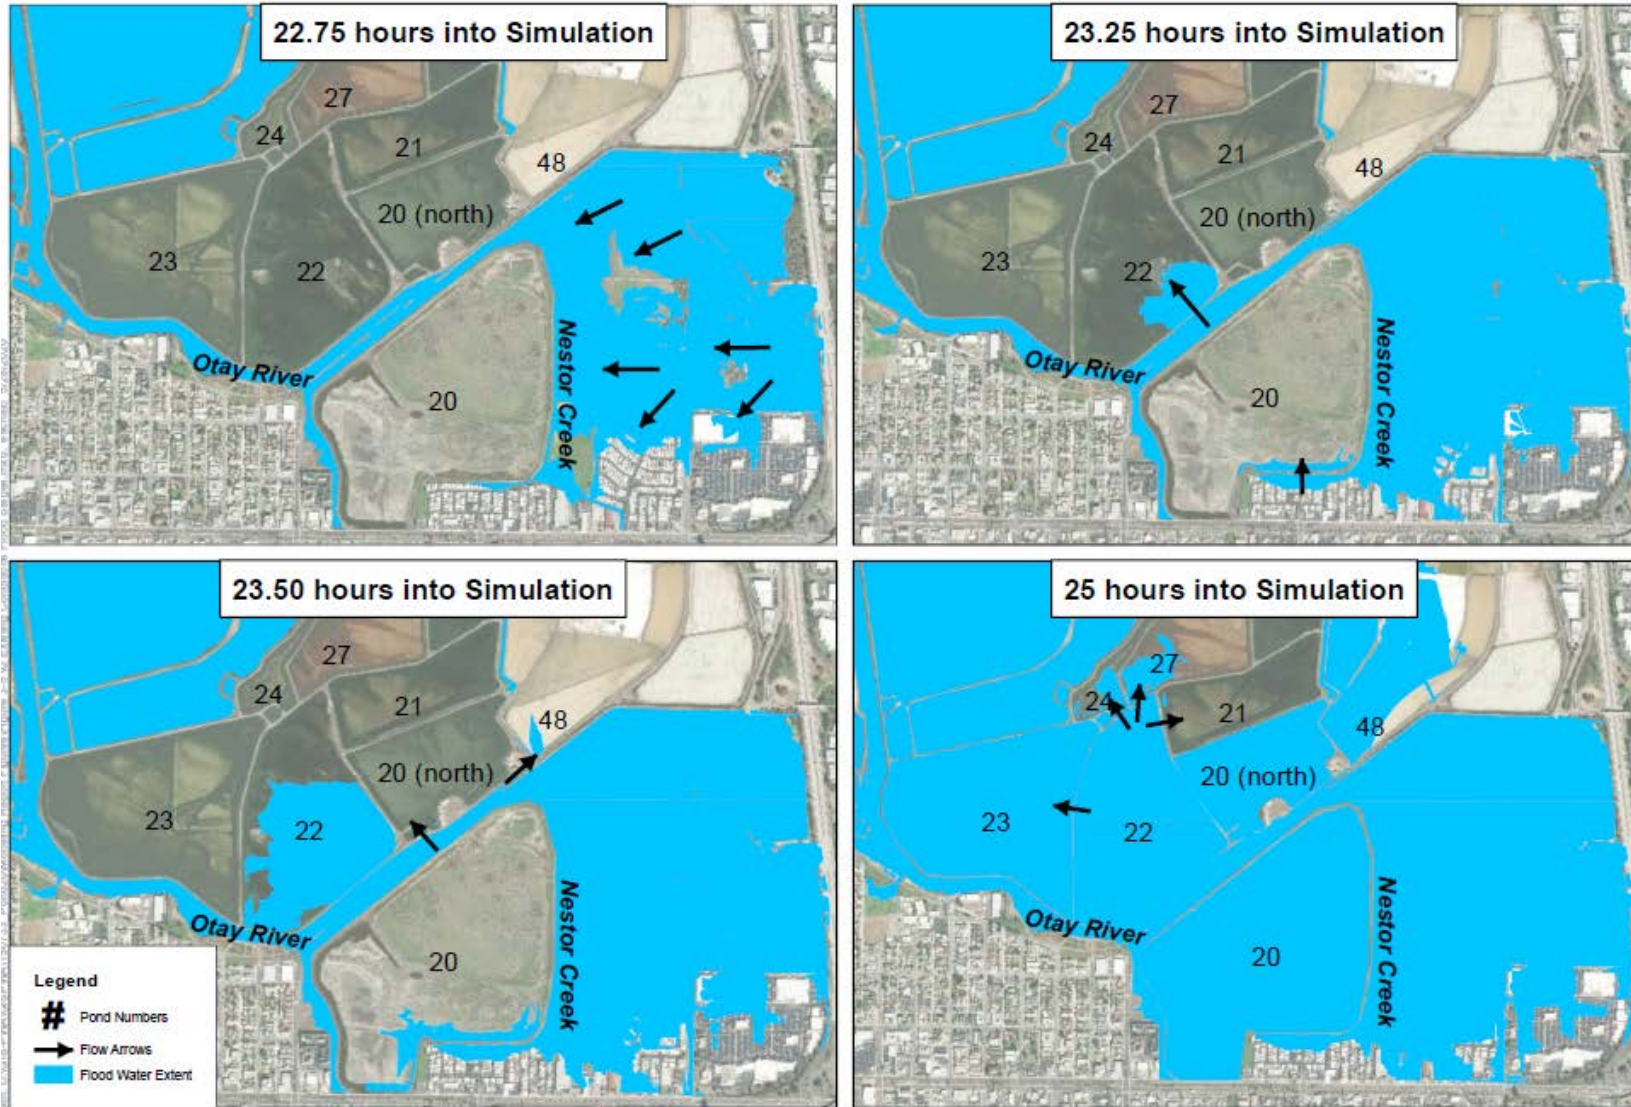 22.75 hours into Simulation
27
24
21
48
20 (north)
23
22
Otay River
20
Nestor Creek
23.25 hours into Simulation
27
24
21
48
20 (north)
23
22
Otay River
20
Nestor Creek
23.50 hours into Simulation
27
24
21
48
20 (north)
23
22
Otay River
20
Nestor Creek
Legend
# Pond Numbers
Flow Arrows
Flood Water Extent
25 hours into Simulation
27
24
21
48
20 (north)
23
22
Otay River
20
Nestor Creek